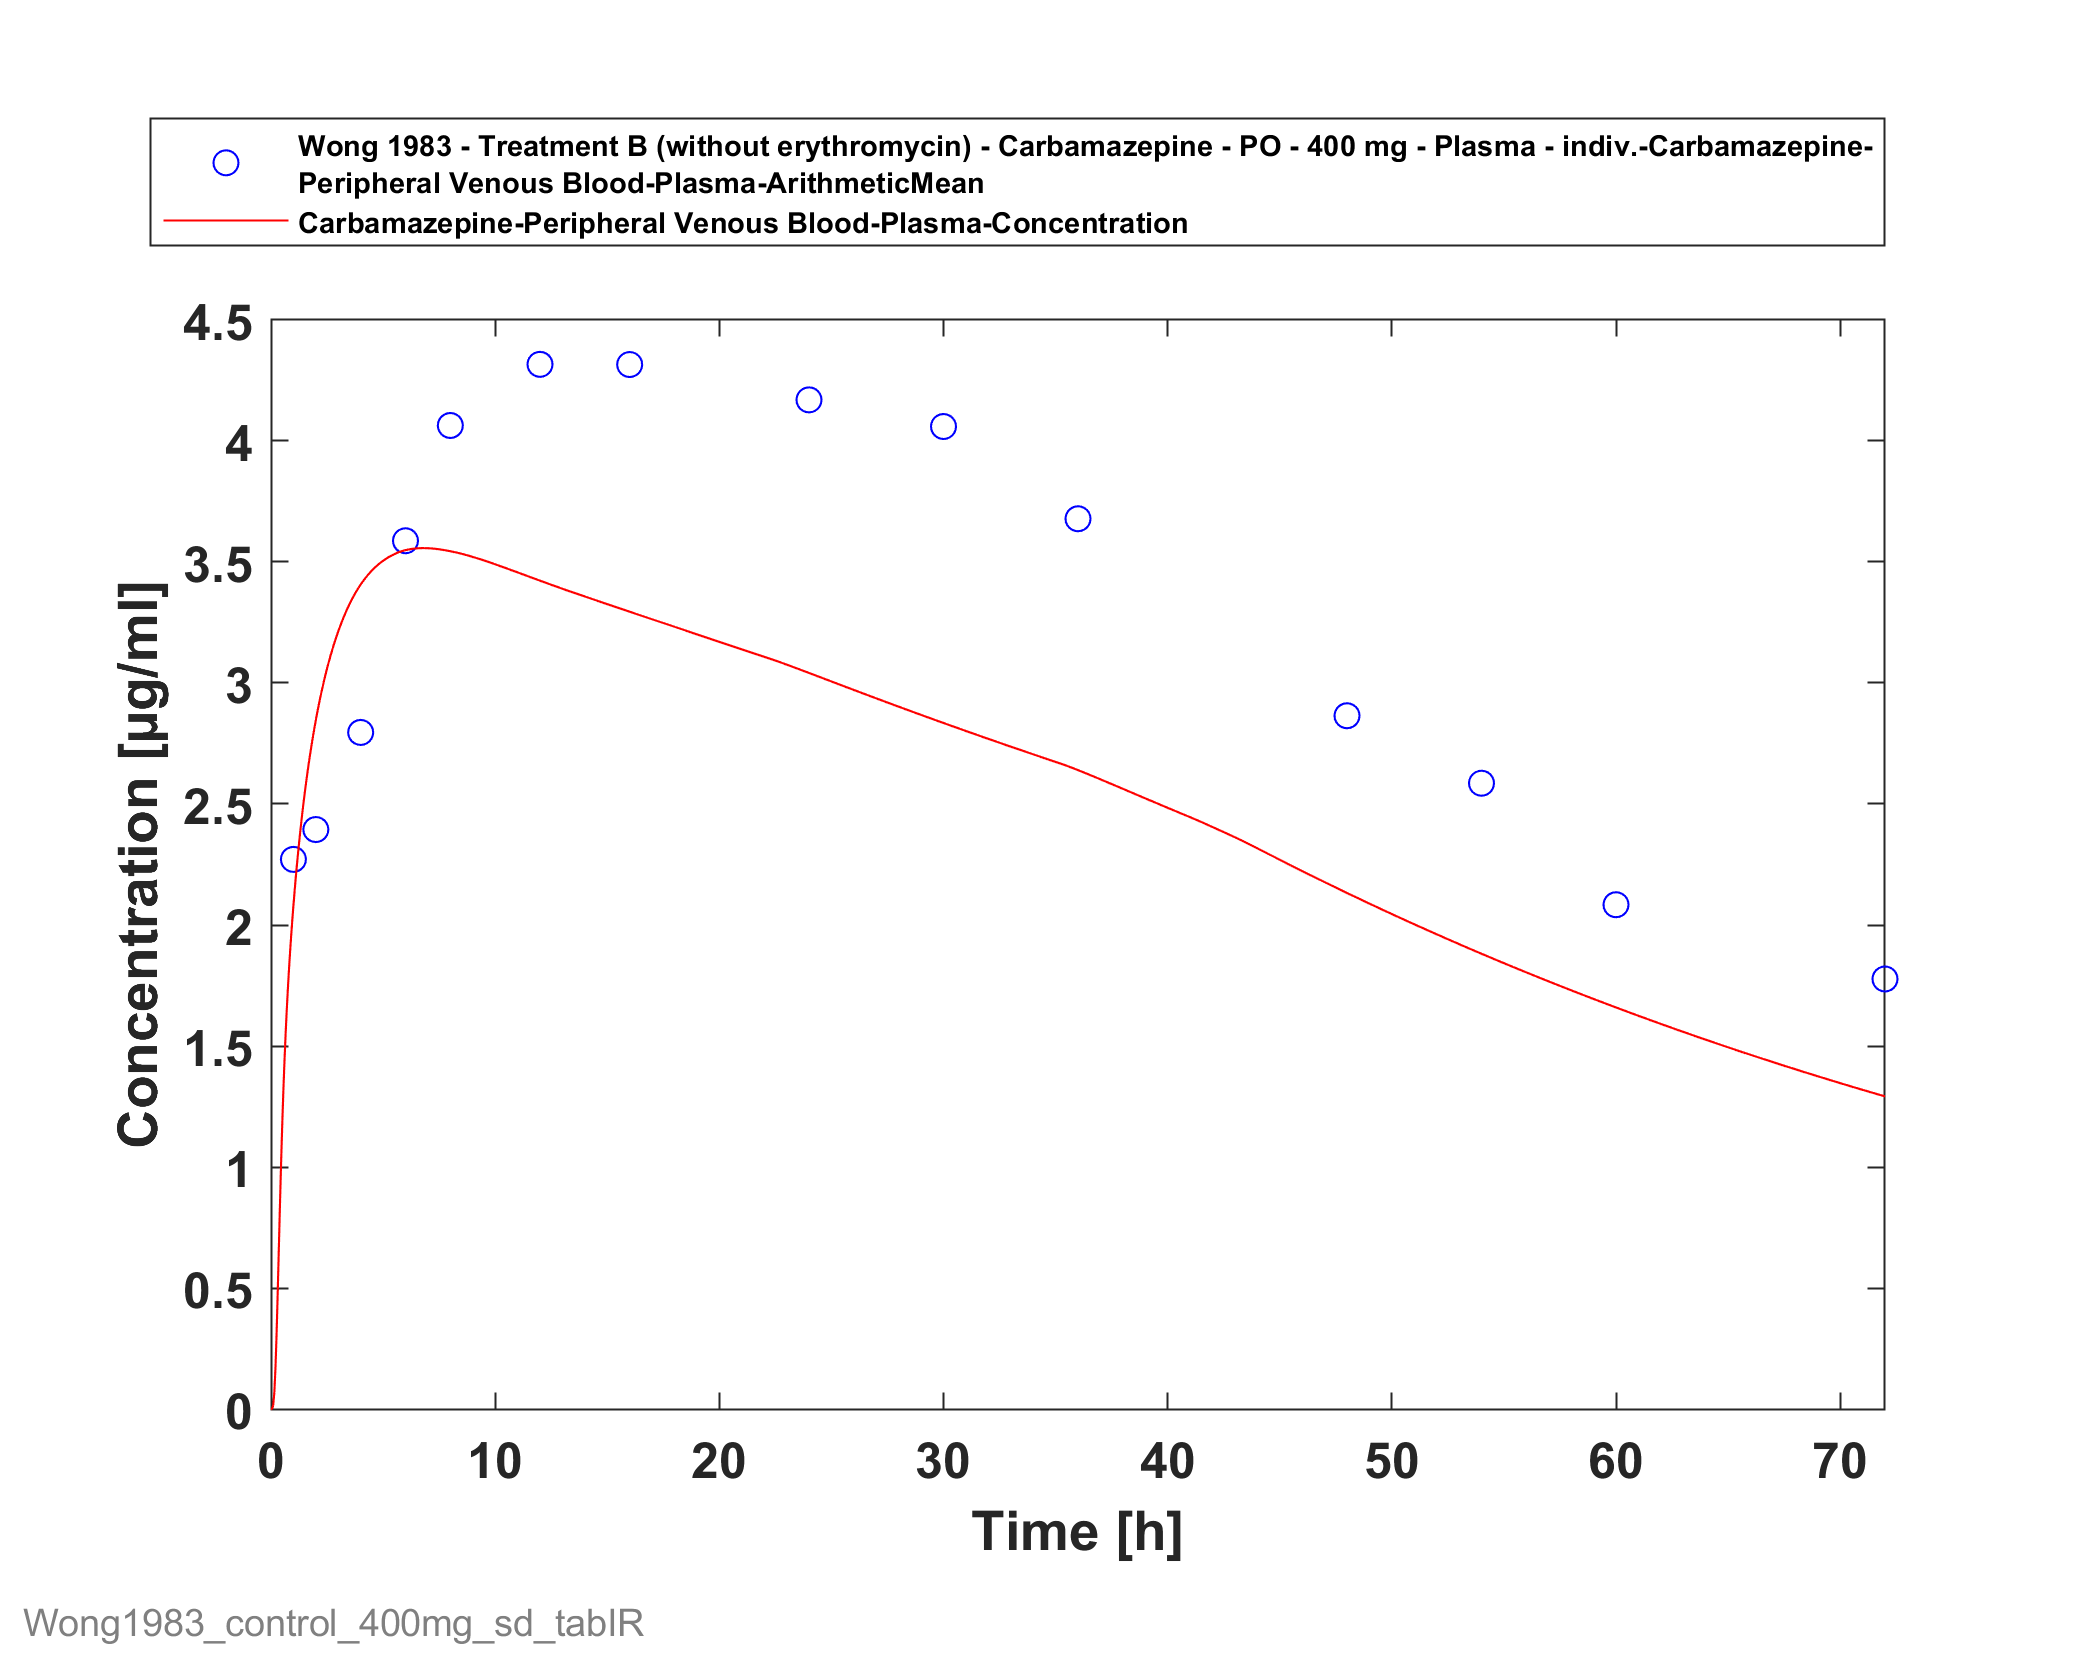 Wong 1983 - Treatment B (without erythromycin) - Carbamazepine - PO - 400 mg - Plasma - indiv.-Carbamazepine-
Peripheral Venous Blood-Plasma-ArithmeticMean
Carbamazepine-Peripheral Venous Blood-Plasma-Concentration
4.5
4
3.5
3
2.5
2
1.5
1
0.5
0
Concentration [µg/ml]
0 10 20 30 40 50 60 70
Time [h]
Wong1983_control_400mg_sd_tablR